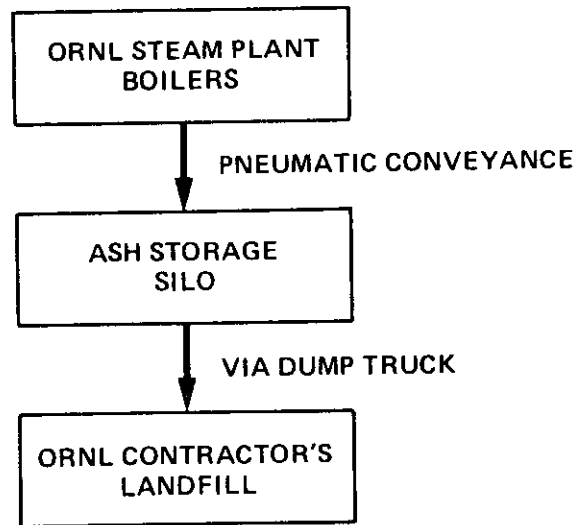 ORNL STEAM PLANT
BOILERS
PNEUMATIC CONVEYANCE
ASH STORAGE
SILO
VIA DUMP TRUCK
ORNL CONTRACTOR'S
LANDFILL